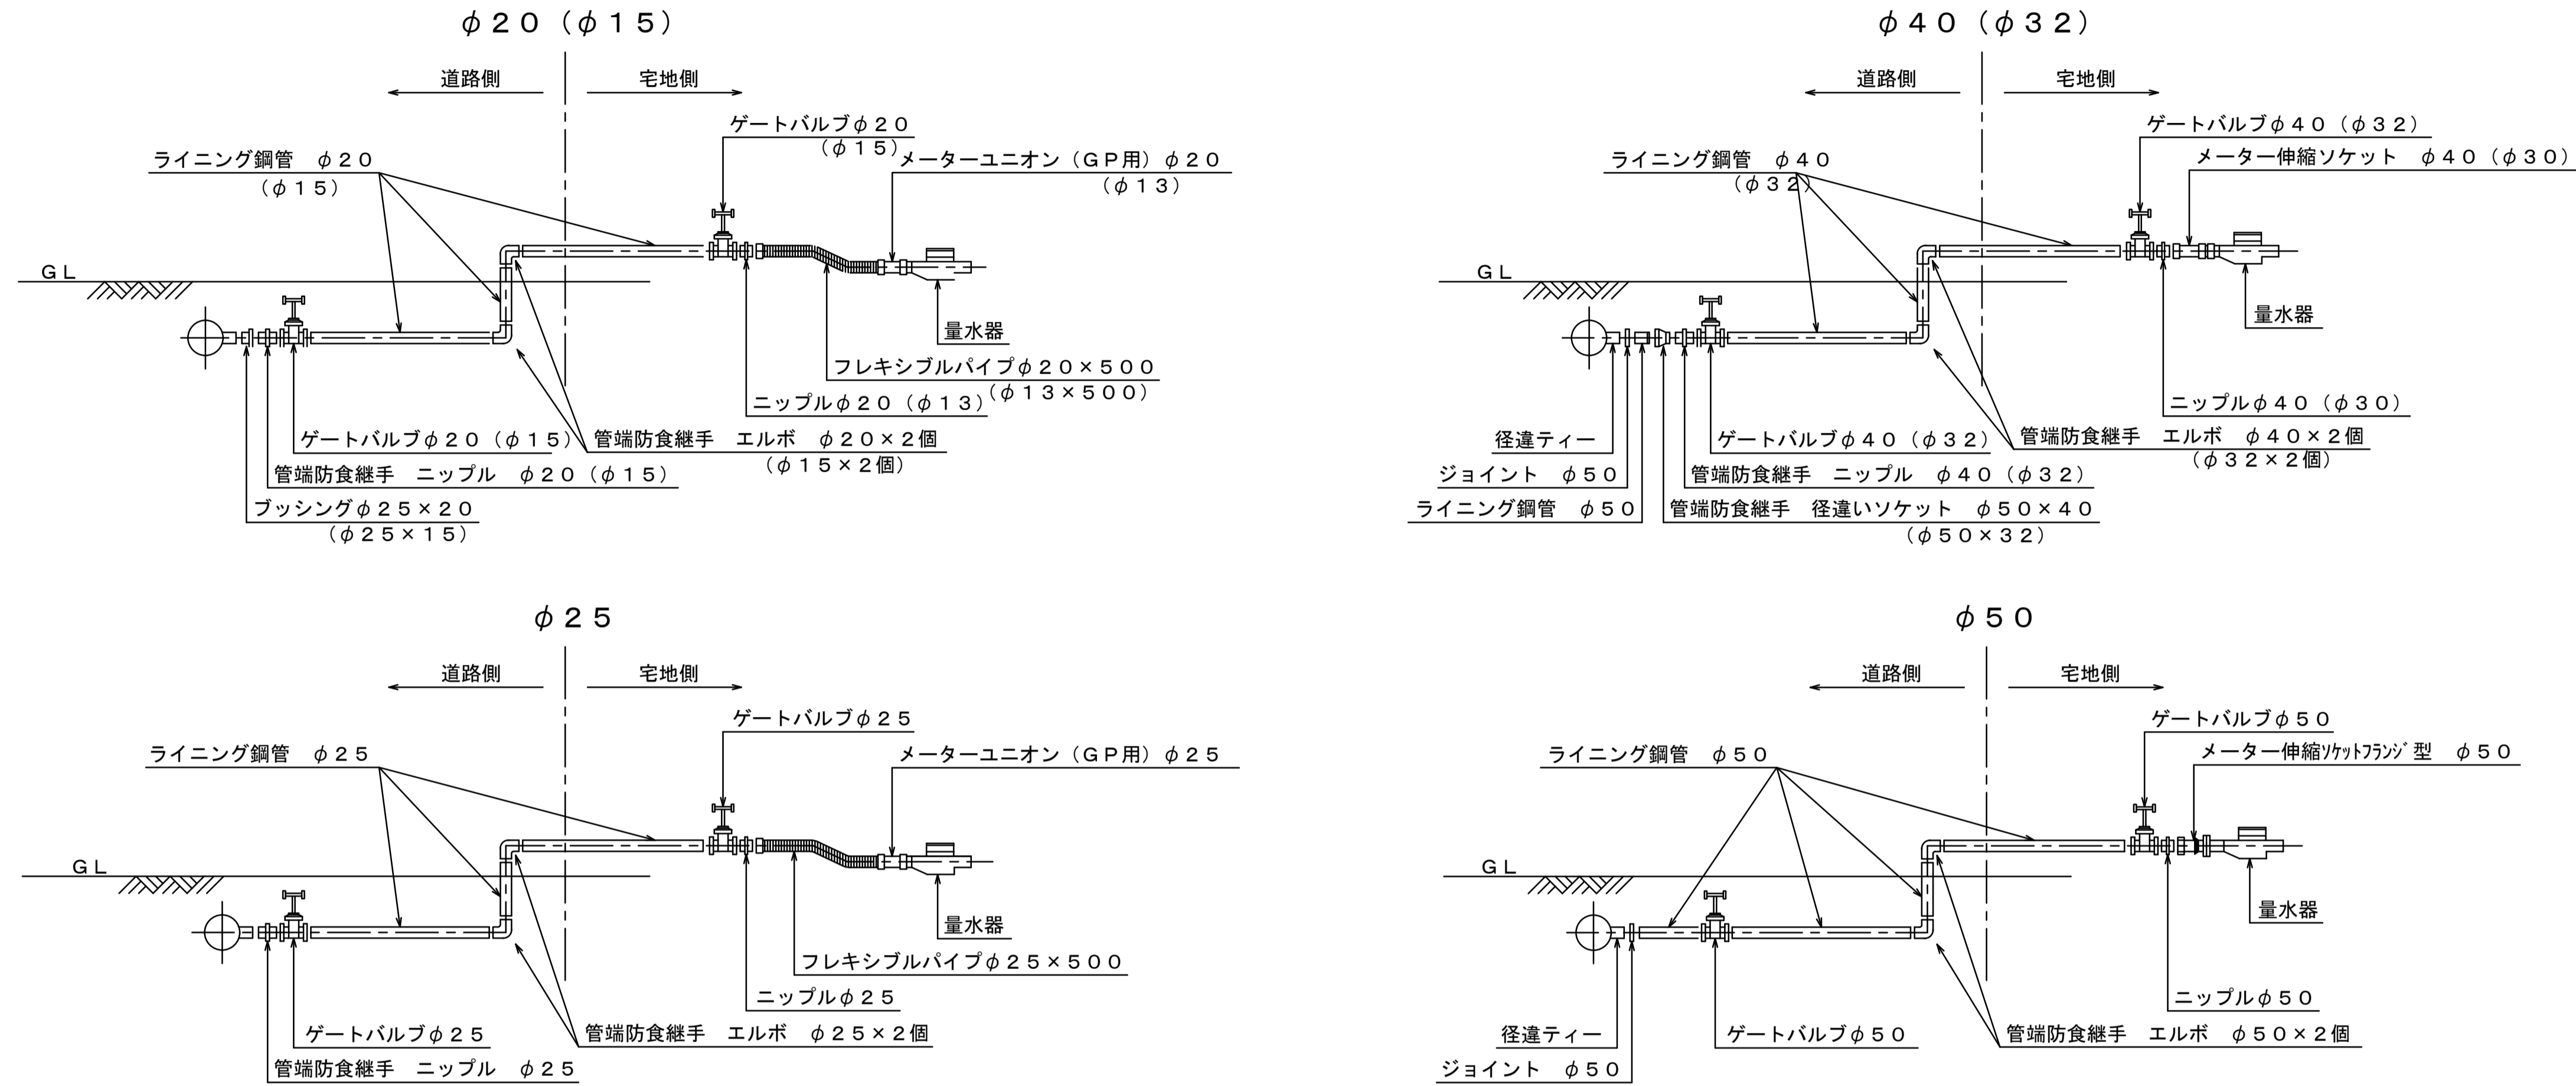 φ２０（φ１５）
道路側
宅地側
ゲートバルブφ２０
（φ１５）
ライニング鋼管　φ２０
（φ１５）
メーターユニオン（ＧＰ用）φ２０
（φ１３）
ＧＬ
量水器
フレキシブルパイプφ２０×５００
（φ１３×５００）
ニップルφ２０（φ１３）
ゲートバルブφ２０（φ１５）
管端防食継手　エルボ　φ２０×２個
（φ１５×２個）
管端防食継手　ニップル　φ２０（φ１５）
ブッシングφ２５×２０
（φ２５×１５）
φ４０（φ３２）
道路側
宅地側
ゲートバルブφ４０（φ３２）
ライニング鋼管　φ４０
（φ３２）
メーター伸縮ソケット　φ４０（φ３０）
ＧＬ
量水器
ニップルφ４０（φ３０）
径違ティー
ゲートバルブφ４０（φ３２）
管端防食継手　エルボ　φ４０×２個
（φ３２×２個）
ジョイント　φ５０
管端防食継手　ニップル　φ４０（φ３２）
ライニング鋼管　φ５０
管端防食継手　径違いソケット　φ５０×４０
（φ５０×３２）
φ２５
道路側
宅地側
ゲートバルブφ２５
ライニング鋼管　φ２５
メーターユニオン（ＧＰ用）φ２５
ＧＬ
量水器
フレキシブルパイプφ２５×５００
ニップルφ２５
ゲートバルブφ２５
管端防食継手　エルボ　φ２５×２個
管端防食継手　ニップル　φ２５
φ５０
道路側
宅地側
ゲートバルブφ５０
ライニング鋼管　φ５０
メーター伸縮ｿｹｯﾄﾌﾗﾝｼﾞ型　φ５０
ＧＬ
量水器
ニップルφ５０
径違ティー
ゲートバルブφ５０
管端防食継手　エルボ　φ５０×２個
ジョイント　φ５０